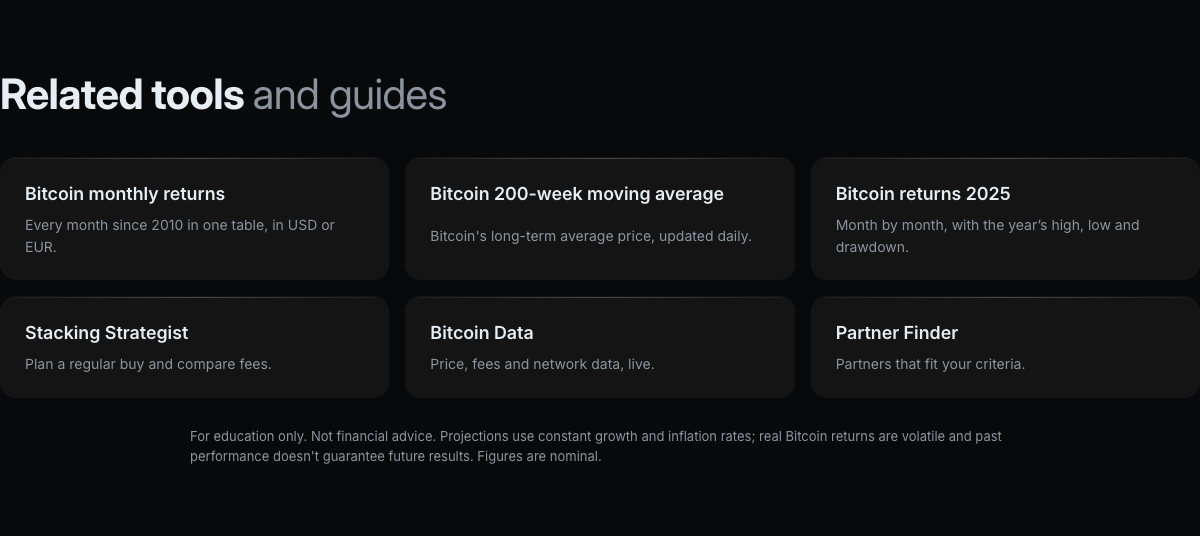 Related tools and guides
Bitcoin monthly returns
Every month since 2010 in one table, in USD or
EUR.
Bitcoin 200-week moving average
Bitcoin's long-term average price, updated daily.
Bitcoin returns 2025
Month by month, with the year’s high, low and
drawdown.
Stacking Strategist
Plan a regular buy and compare fees.
Bitcoin Data
Price, fees and network data, live.
Partner Finder
Partners that fit your criteria.
For education only. Not financial advice. Projections use constant growth and inflation rates; real Bitcoin returns are volatile and past
performance doesn't guarantee future results. Figures are nominal.